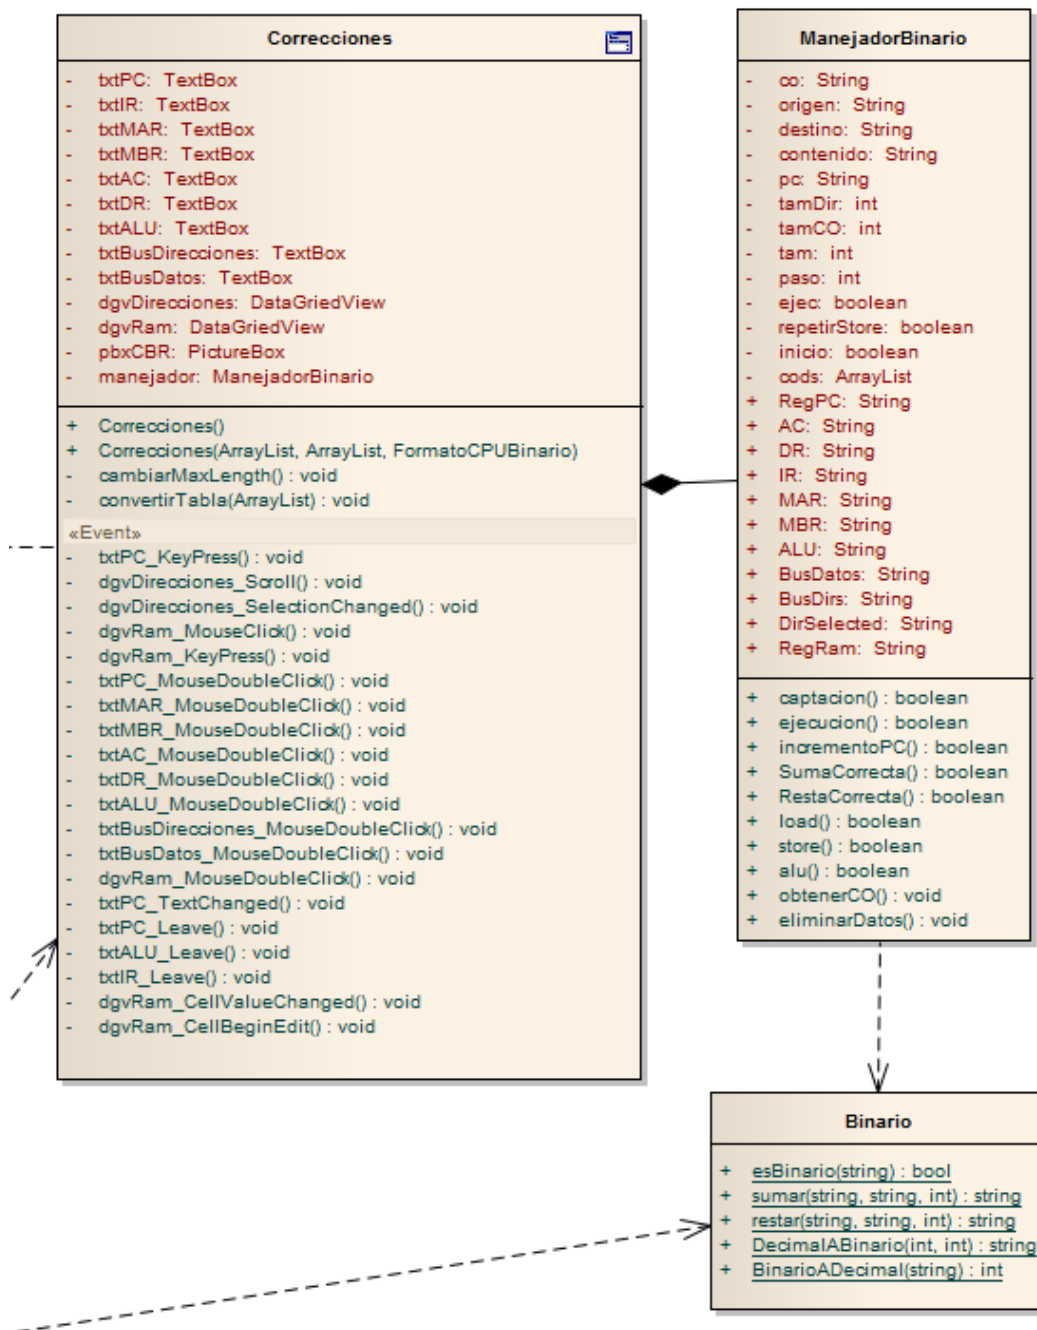 Correcciones
- txtPC: TextBox
- txtIR: TextBox
- txtMAR: TextBox
- txtMBR: TextBox
- txtAC: TextBox
- txtDR: TextBox
- txtALU: TextBox
- txtBusDirecciones: TextBox
- txtBusDatos: TextBox
- dgvDirecciones: DataGriedView
- dgvRam: DataGriedView
- pbxCBR: PictureBox
- manejador: ManejadorBinario
+ Correcciones()
+ Correcciones(ArrayList, ArrayList, FormatoCPUBinario)
- cambiarMaxLength() : void
- convertirTabla(ArrayList) : void
«Event»
- txtPC_KeyPress() : void
- dgvDirecciones_Scroll() : void
- dgvDirecciones_SelectionChanged() : void
- dgvRam_MouseClick() : void
- dgvRam_KeyPress() : void
- txtPC_MouseDoubleClick() : void
- txtMAR_MouseDoubleClick() : void
- txtMBR_MouseDoubleClick() : void
- txtAC_MouseDoubleClick() : void
- txtDR_MouseDoubleClick() : void
- txtALU_MouseDoubleClick() : void
- txtBusDirecciones_MouseDoubleClick() : void
- txtBusDatos_MouseDoubleClick() : void
- dgvRam_MouseDoubleClick() : void
- txtPC_TextChanged() : void
- txtPC_Leave() : void
- txtALU_Leave() : void
- txtIR_Leave() : void
- dgvRam_CellValueChanged() : void
- dgvRam_CellBeginEdit() : void
ManejadorBinario
- co: String
- origen: String
- destino: String
- contenido: String
- pc: String
- tamDir: int
- tamCO: int
- tam: int
- paso: int
- ejec: boolean
- repetirStore: boolean
- inicio: boolean
- cods: ArrayList
+ RegPC: String
+ AC: String
+ DR: String
+ IR: String
+ MAR: String
+ MBR: String
+ ALU: String
+ BusDatos: String
+ BusDirs: String
+ DirSelected: String
+ RegRam: String
+ captacion() : boolean
+ ejecucion() : boolean
+ incrementoPC() : boolean
+ SumaCorrecta() : boolean
+ RestaCorrecta() : boolean
+ load() : boolean
+ store() : boolean
+ alu() : boolean
+ obtenerCO() : void
+ eliminarDatos() : void
Binario
+ esBinario(string) : bool
+ sumar(string, string, int) : string
+ restar(string, string, int) : string
+ DecimalABinario(int, int) : string
+ BinarioADecimal(string) : int